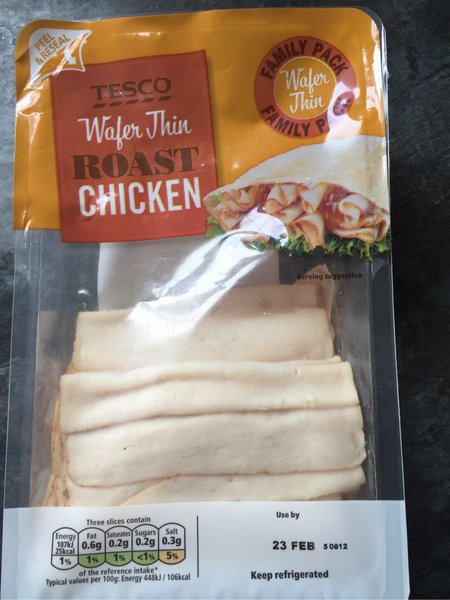 PEEL
& RESEAL
TESCO
Wafer Thin
ROAST
CHICKEN
FAMILY PACK
Wafer
Thin
FAMILY P
Serving suggestion
Three slices contain
Energy
107kJ
25kcal
1%
Fat
0.6g
1%
Saturates
0.2g
1%
Sugars
0.2g
<1%
Salt
0.3g
5%
of the reference intake*
Typical values per 100g: Energy 448kJ / 106kcal
Use by
23 FEB 50812
Keep refrigerated